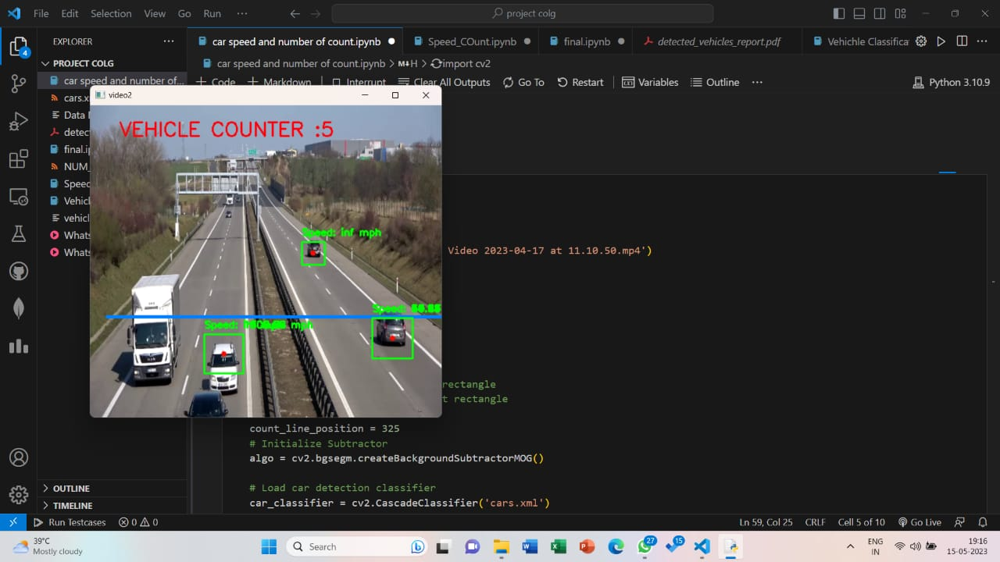 File Edit Selection View Go Run ···
project colg
EXPLORER ···
car speed and number of count.ipynb
Speed_COunt.ipynb
final.ipynb
detected_vehicles_report.pdf
Vehichle Classifica
PROJECT COLG
car speed and number of count.ipynb > M↓H > import cv2
car speed and number of...
+ Code + Markdown Interrupt Clear All Outputs Go To Restart Variables Outline ··· Python 3.10.9
4
cars.x
Data
detec
final.i
NUM_
Speed
Vehicl
vehicl
Whats
Whats
video2
VEHICLE COUNTER :5
Speed: inf mph
Speed:
Speed: mph
Video 2023-04-17 at 11.10.50.mp4')
rectangle
t rectangle
count_line_position = 325
# Initialize Subtractor
algo = cv2.bgsegm.createBackgroundSubtractorMOG()
# Load car detection classifier
car_classifier = cv2.CascadeClassifier('cars.xml')
OUTLINE
TIMELINE
Run Testcases 0 0 Ln 59, Col 25 CRLF Cell 5 of 10 Go Live
39°C
Mostly cloudy
Search
27
15
ENG
IN
19:16
15-05-2023